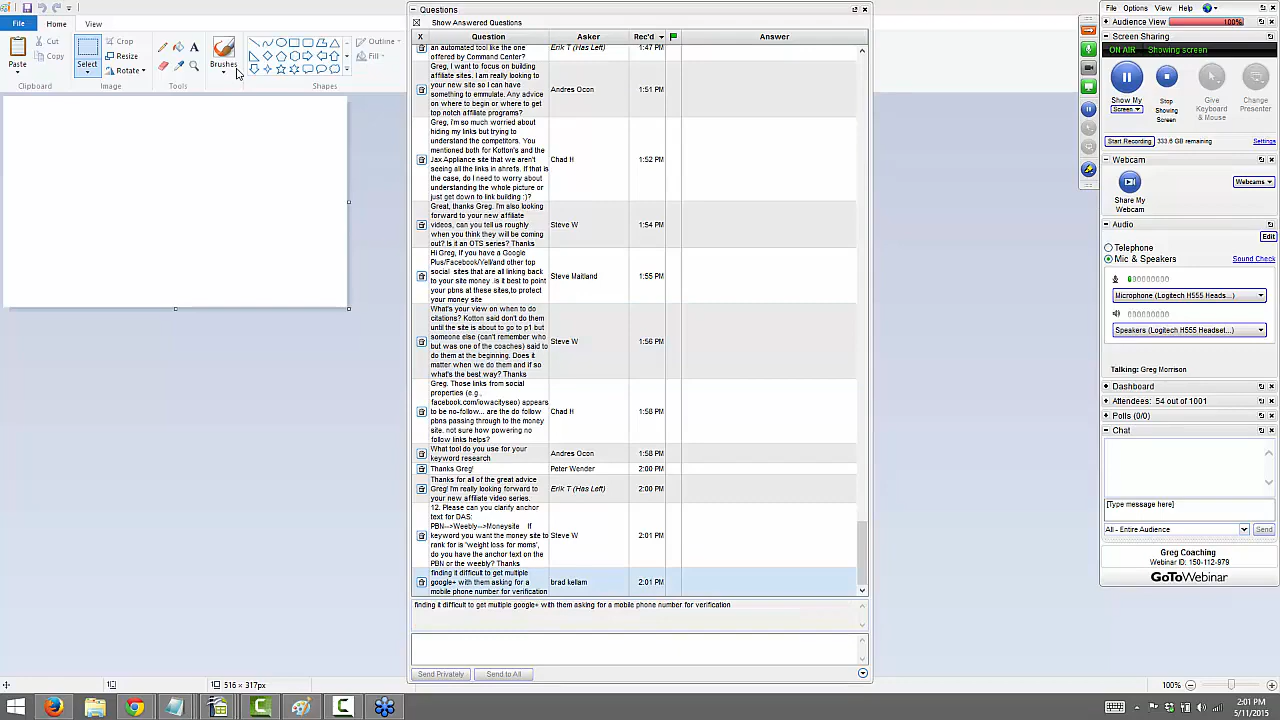 File Home View
Paste
Cut
Copy
Clipboard
Select
Crop
Resize
Rotate
Image
A
Tools
Brushes
Shapes
Outline
Fill
Questions
Show Answered Questions
X Question Asker Rec'd Answer
an automated tool like the one
offered by Command Center?
Erik T (Has Left) 1:47 PM
Greg, I want to focus on building
affiliate sites. I am really looking to
your new site so I can have
something to emmulate. Any advice
on where to begin or where to get
top notch affiliate programs?
Andres Ocon 1:51 PM
Greg, i'm so much worried about
hiding my links but trying to
understand the competitors. You
mentioned both for Kotton's and the
Jax Appliance site that we aren't
seeing all the links in ahrefs. If that is
the case, do I need to worry about
understanding the whole picture or
just get down to link building :)?
Chad H 1:52 PM
Great, thanks Greg. I'm also looking
forward to your new affiliate
videos, can you tell us roughly
when you think they will be coming
out? Is it an OTS series? Thanks
Steve W 1:54 PM
Hi Greg, if you have a Google
Plus/Facebook/Yell/and other top
social sites that are all linking back
to your site money .is it best to point
your pbns at these sites,to protect
your money site
Steve Maitland 1:55 PM
What's your view on when to do
citations? Kotton said don't do them
until the site is about to go to p1 but
someone else (can't remember who
but was one of the coaches) said to
do them at the beginning. Does it
matter when we do them and if so
what's the best way? Thanks
Steve W 1:56 PM
Greg. Those links from social
properties (e.g.,
facebook.com/iowacityseo) appears
to be no-follow... are the do follow
pbns passing through to the money
site. not sure how powering no
follow links helps?
Chad H 1:58 PM
What tool do you use for your
keyword research
Andres Ocon 1:58 PM
Thanks Greg! Peter Wender 2:00 PM
Thanks for all of the great advice
Greg! I'm really looking forward to
your new affiliate video series.
Erik T (Has Left) 2:00 PM
12. Please can you clarify anchor
text for DAS:
PBN-->Weebly-->Moneysite If
keyword you want the money site to
rank for is 'weight loss for moms',
do you have the anchor text on the
PBN or the weebly? Thanks
Steve W 2:01 PM
finding it difficult to get multiple
google+ with them asking for a
mobile phone number for verification
brad kellam 2:01 PM
finding it difficult to get multiple google+ with them asking for a mobile phone number for verification
Send Privately Send to All
File Options View Help
Audience View 100%
Screen Sharing
ON AIR Showing screen
Show My
Screen
Stop
Showing
Screen
Give
Keyboard
& Mouse
Change
Presenter
Start Recording 333.6 GB remaining Settings
Webcam
Share My
Webcam
Webcams
Audio
Edit
Telephone
Mic & Speakers Sound Check
Microphone (Logitech H555 Heads...)
Speakers (Logitech H555 Headset...)
Talking: Greg Morrison
Dashboard
Attendees: 54 out of 1001
Polls (0/0)
Chat
[Type message here]
All - Entire Audience Send
Greg Coaching
Webinar ID: 150-112-979
GoToWebinar
516 × 317px
100%
2:01 PM
5/11/2015